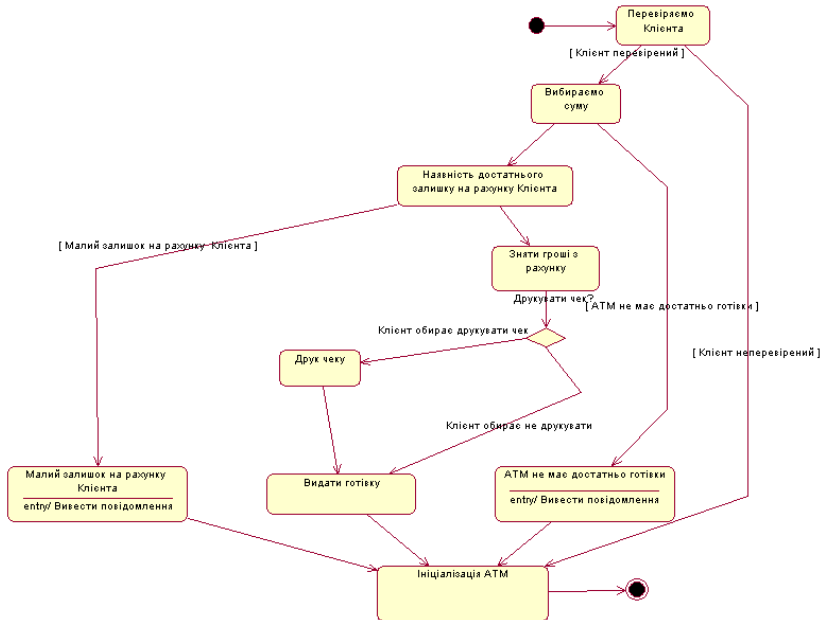 Перевіряємо
Клієнта
[ Клієнт перевірений ]
Вибираємо
суму
Наявність достатнього
залишку на рахунку Клієнта
[ Малий залишок на рахунку Клієнта ]
Зняти гроші з
рахунку
Друкувати чек?
[ АТМ не має достатньо готівки ]
Клієнт обирає друкувати чек
[ Клієнт неперевірений ]
Друк чеку
Клієнт обирає не друкувати
Малий залишок на рахунку
Клієнта
entry/ Вивести повідомлення
Видати готівку
АТМ не має достатньо готівки
entry/ Вивести повідомлення
Ініціалізація АТМ